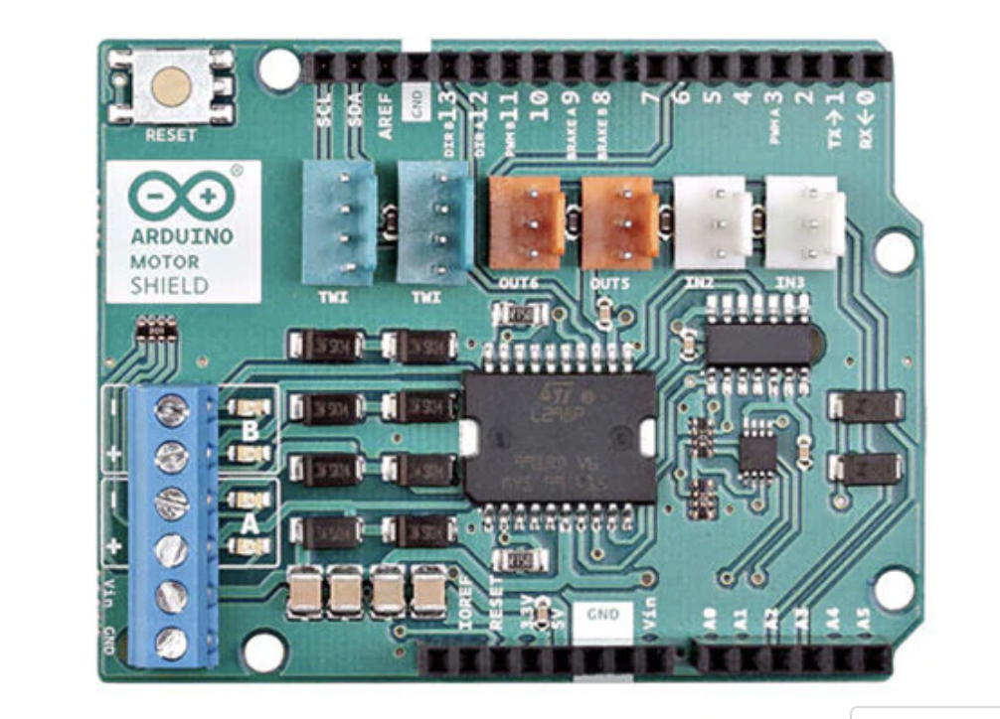 RESET
SCL
SDA
AREF
GND
DIR B 13
DIR A 12
PWM B 11
10
BRAKE A 9
BRAKE B 8
7
6
5
4
PWM A 3
2
TX→1
RX←0
®
ARDUINO
MOTOR
SHIELD
TWI
TWI
OUT6
OUT5
IN2
IN3
ST
L298P
-
B
+
-
A
+
Vin
GND
IOREF
RESET
3.3V
5V
GND
Vin
A0
A1
A2
A3
A4
A5